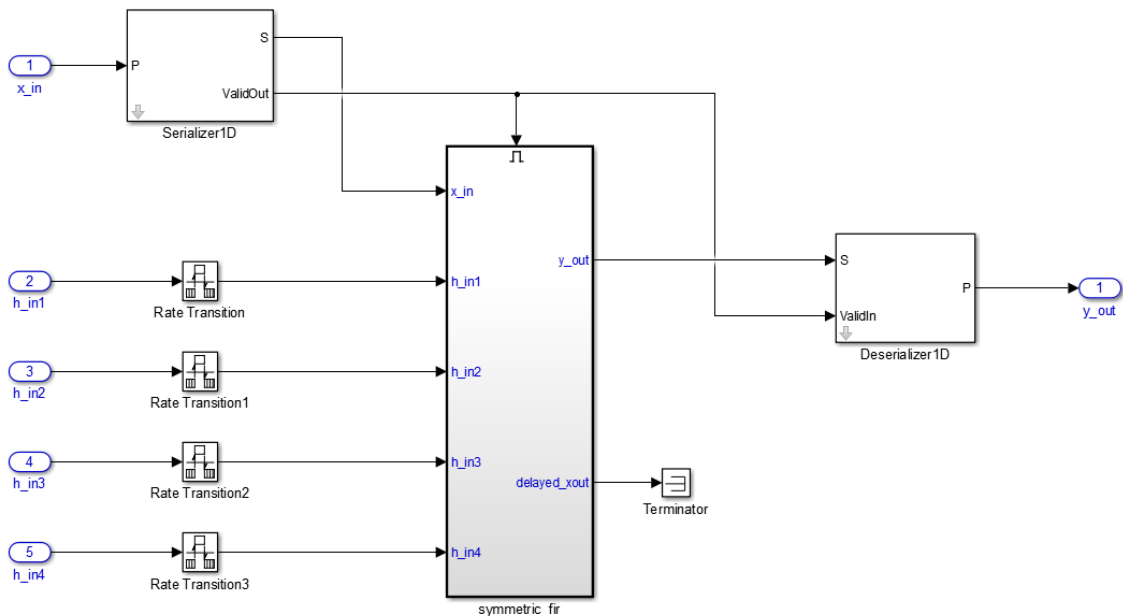 S
1
P
x_in
ValidOut
Serializer1D
x_in
2
h_in1
Rate Transition
h_in1
y_out
S
P
1
y_out
ValidIn
Deserializer1D
3
h_in2
Rate Transition1
h_in2
4
h_in3
Rate Transition2
h_in3
delayed_xout
Terminator
5
h_in4
Rate Transition3
h_in4
symmetric_fir